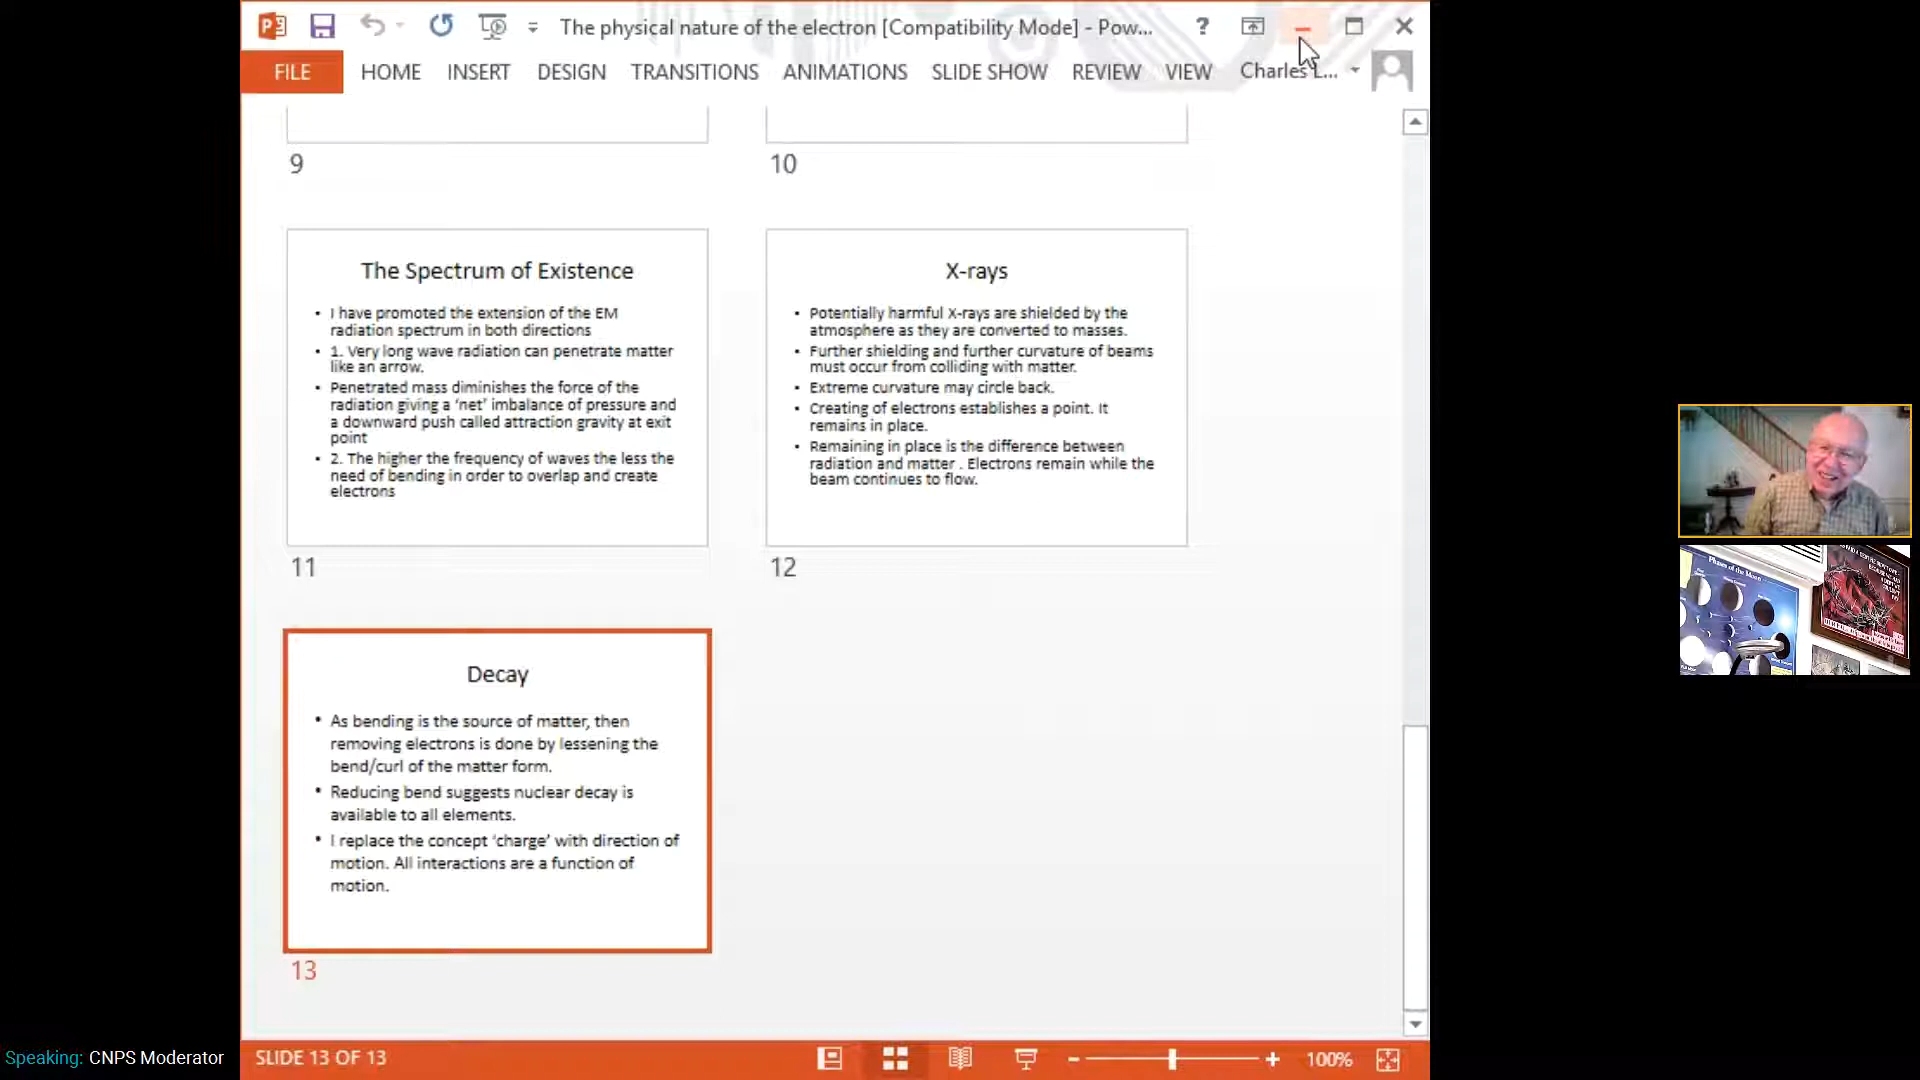 The physical nature of the electron [Compatibility Mode] - Pow...
?
FILE
HOME
INSERT
DESIGN
TRANSITIONS
ANIMATIONS
SLIDE SHOW
REVIEW
VIEW
Charles L...
9
10
The Spectrum of Existence
• I have promoted the extension of the EM
radiation spectrum in both directions
• 1. Very long wave radiation can penetrate matter
like an arrow.
• Penetrated mass diminishes the force of the
radiation giving a ‘net’ imbalance of pressure and
a downward push called attraction gravity at exit
point
• 2. The higher the frequency of waves the less the
need of bending in order to overlap and create
electrons
11
X-rays
• Potentially harmful X-rays are shielded by the
atmosphere as they are converted to masses.
• Further shielding and further curvature of beams
must occur from colliding with matter.
• Extreme curvature may circle back.
• Creating of electrons establishes a point. It
remains in place.
• Remaining in place is the difference between
radiation and matter . Electrons remain while the
beam continues to flow.
12
Decay
• As bending is the source of matter, then
removing electrons is done by lessening the
bend/curl of the matter form.
• Reducing bend suggests nuclear decay is
available to all elements.
• I replace the concept ‘charge’ with direction of
motion. All interactions are a function of
motion.
13
Phases of the Moon
Speaking: CNPS Moderator
SLIDE 13 OF 13
100%